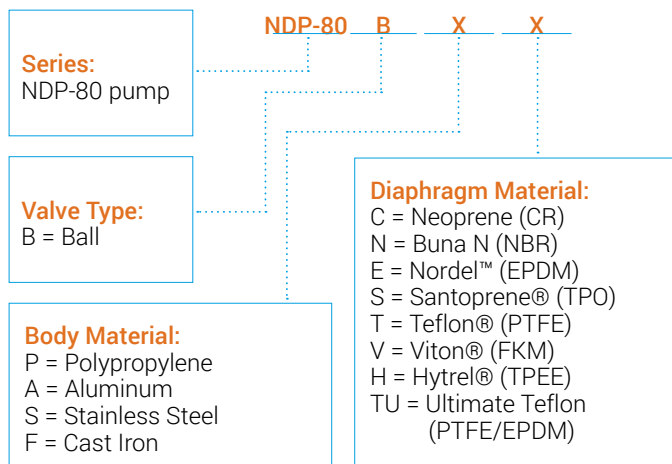 NDP-80 B X X
Series:
NDP-80 pump
Valve Type:
B = Ball
Body Material:
P = Polypropylene
A = Aluminum
S = Stainless Steel
F = Cast Iron
Diaphragm Material:
C = Neoprene (CR)
N = Buna N (NBR)
E = Nordel™ (EPDM)
S = Santoprene® (TPO)
T = Teflon® (PTFE)
V = Viton® (FKM)
H = Hytrel® (TPEE)
TU = Ultimate Teflon
(PTFE/EPDM)